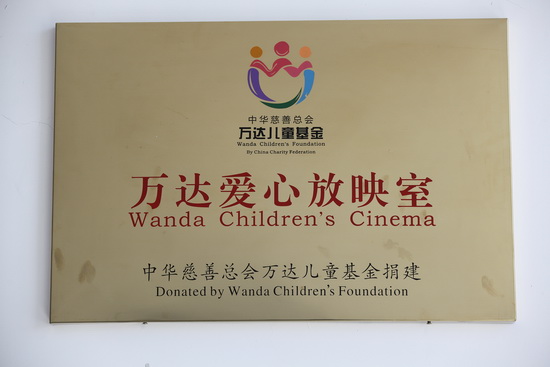 中华慈善总会
万达儿童基金
Wanda Children's Foundation
By China Charity Federation
万达爱心放映室
Wanda Children's Cinema
中华慈善总会万达儿童基金捐建
Donated by Wanda Children's Foundation